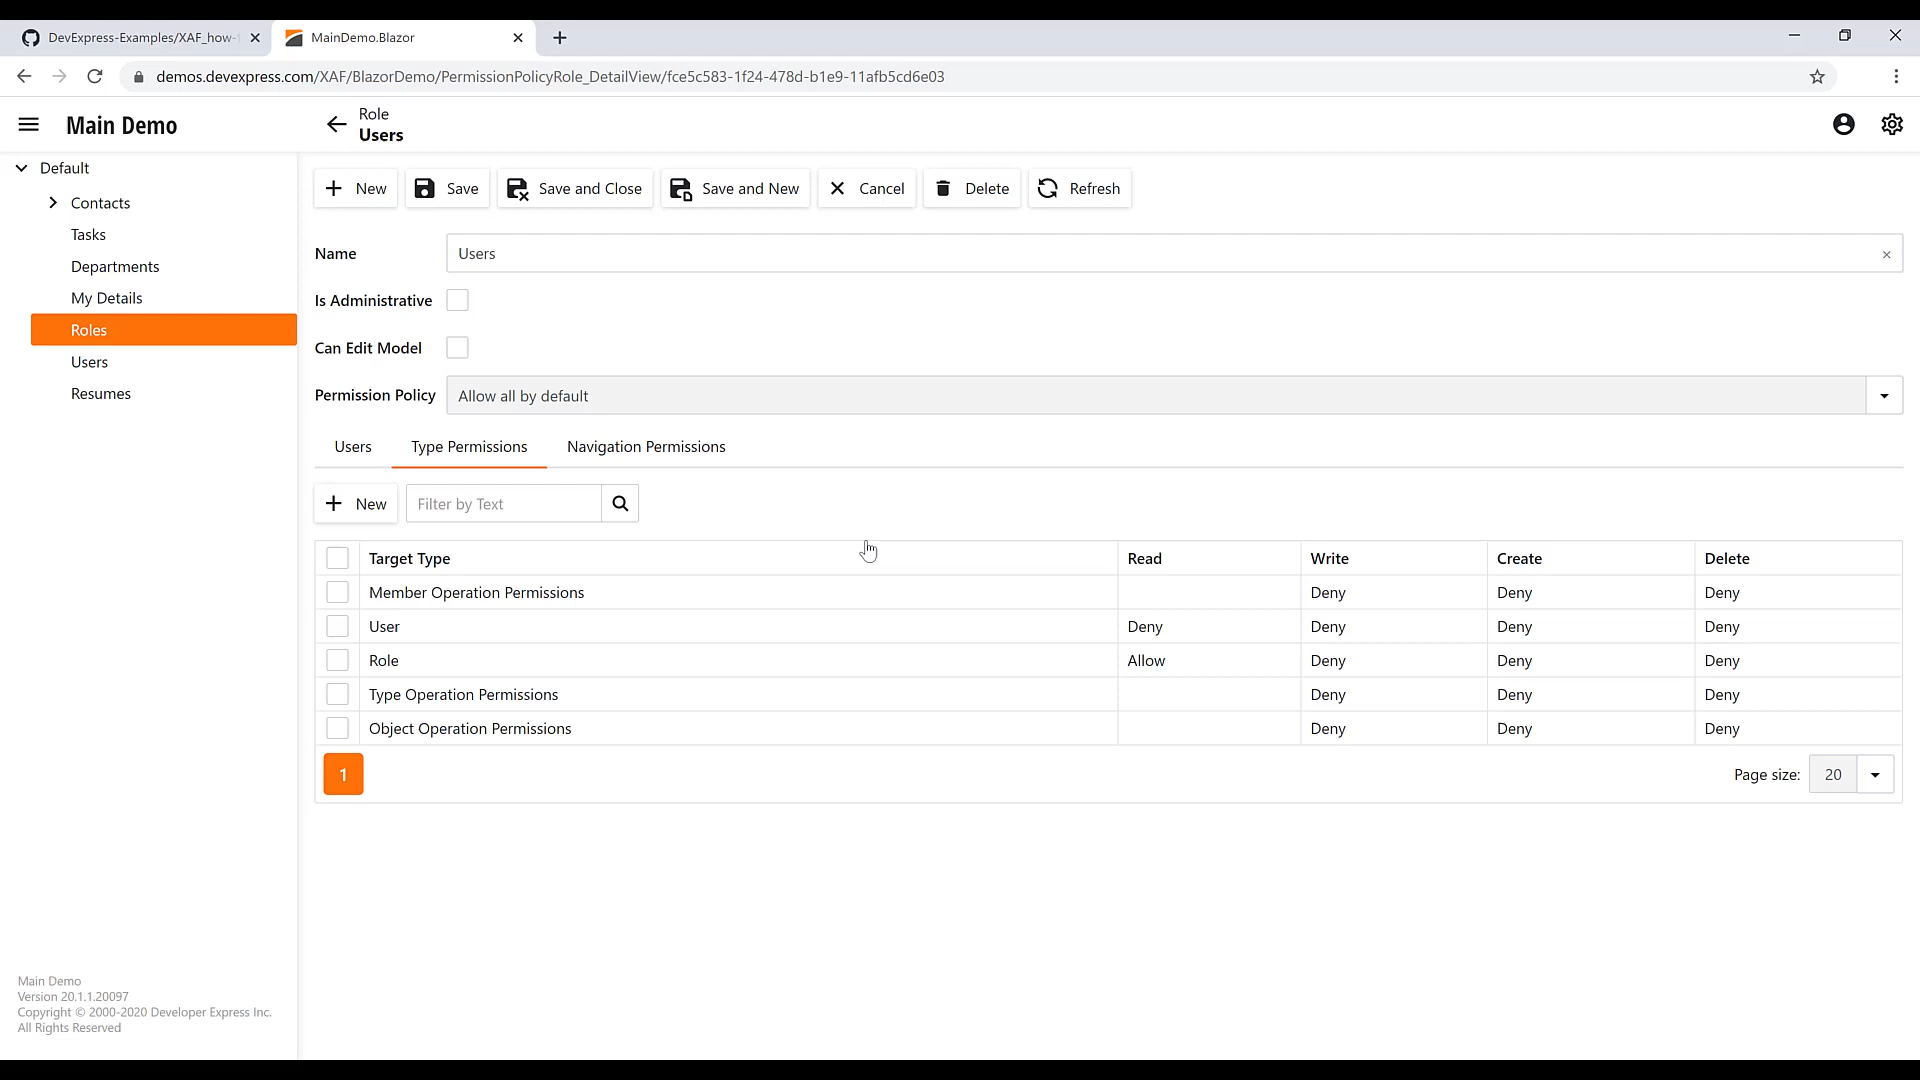 DevExpress-Examples/XAF_how-
MainDemo.Blazor
demos.devexpress.com/XAF/BlazorDemo/PermissionPolicyRole_DetailView/fce5c583-1f24-478d-b1e9-11afb5cd6e03
Main Demo
Role
Users
Default
Contacts
Tasks
Departments
My Details
Roles
Users
Resumes
New Save Save and Close Save and New Cancel Delete Refresh
Name Users
Is Administrative
Can Edit Model
Permission Policy Allow all by default
Users Type Permissions Navigation Permissions
New Filter by Text
Target Type Read Write Create Delete
Member Operation Permissions Deny Deny Deny
User Deny Deny Deny Deny
Role Allow Deny Deny Deny
Type Operation Permissions Deny Deny Deny
Object Operation Permissions Deny Deny Deny
1 Page size: 20
Main Demo
Version 20.1.1.20097
Copyright © 2000-2020 Developer Express Inc.
All Rights Reserved